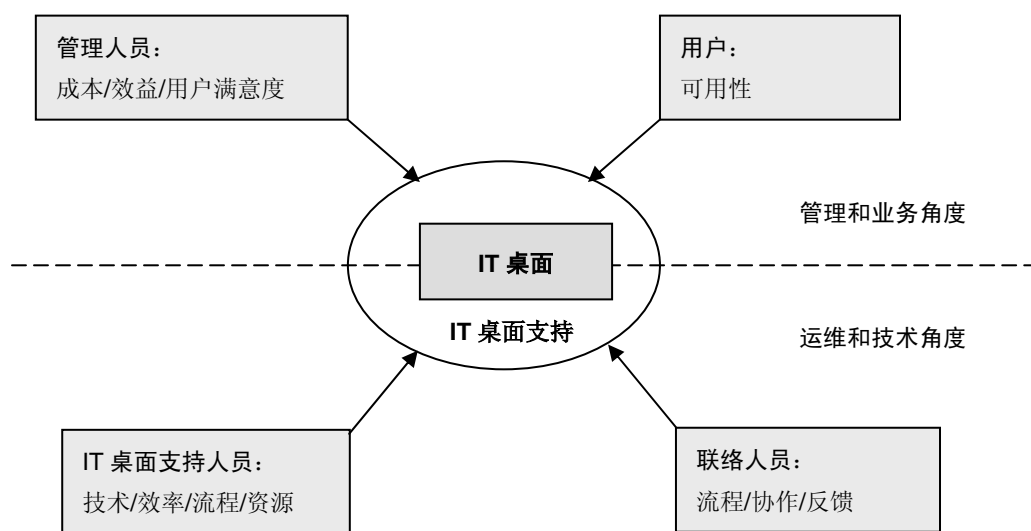 管理人员：
成本/效益/用户满意度
用户：
可用性
管理和业务角度
IT 桌面
IT 桌面支持
运维和技术角度
IT 桌面支持人员：
技术/效率/流程/资源
联络人员：
流程/协作/反馈